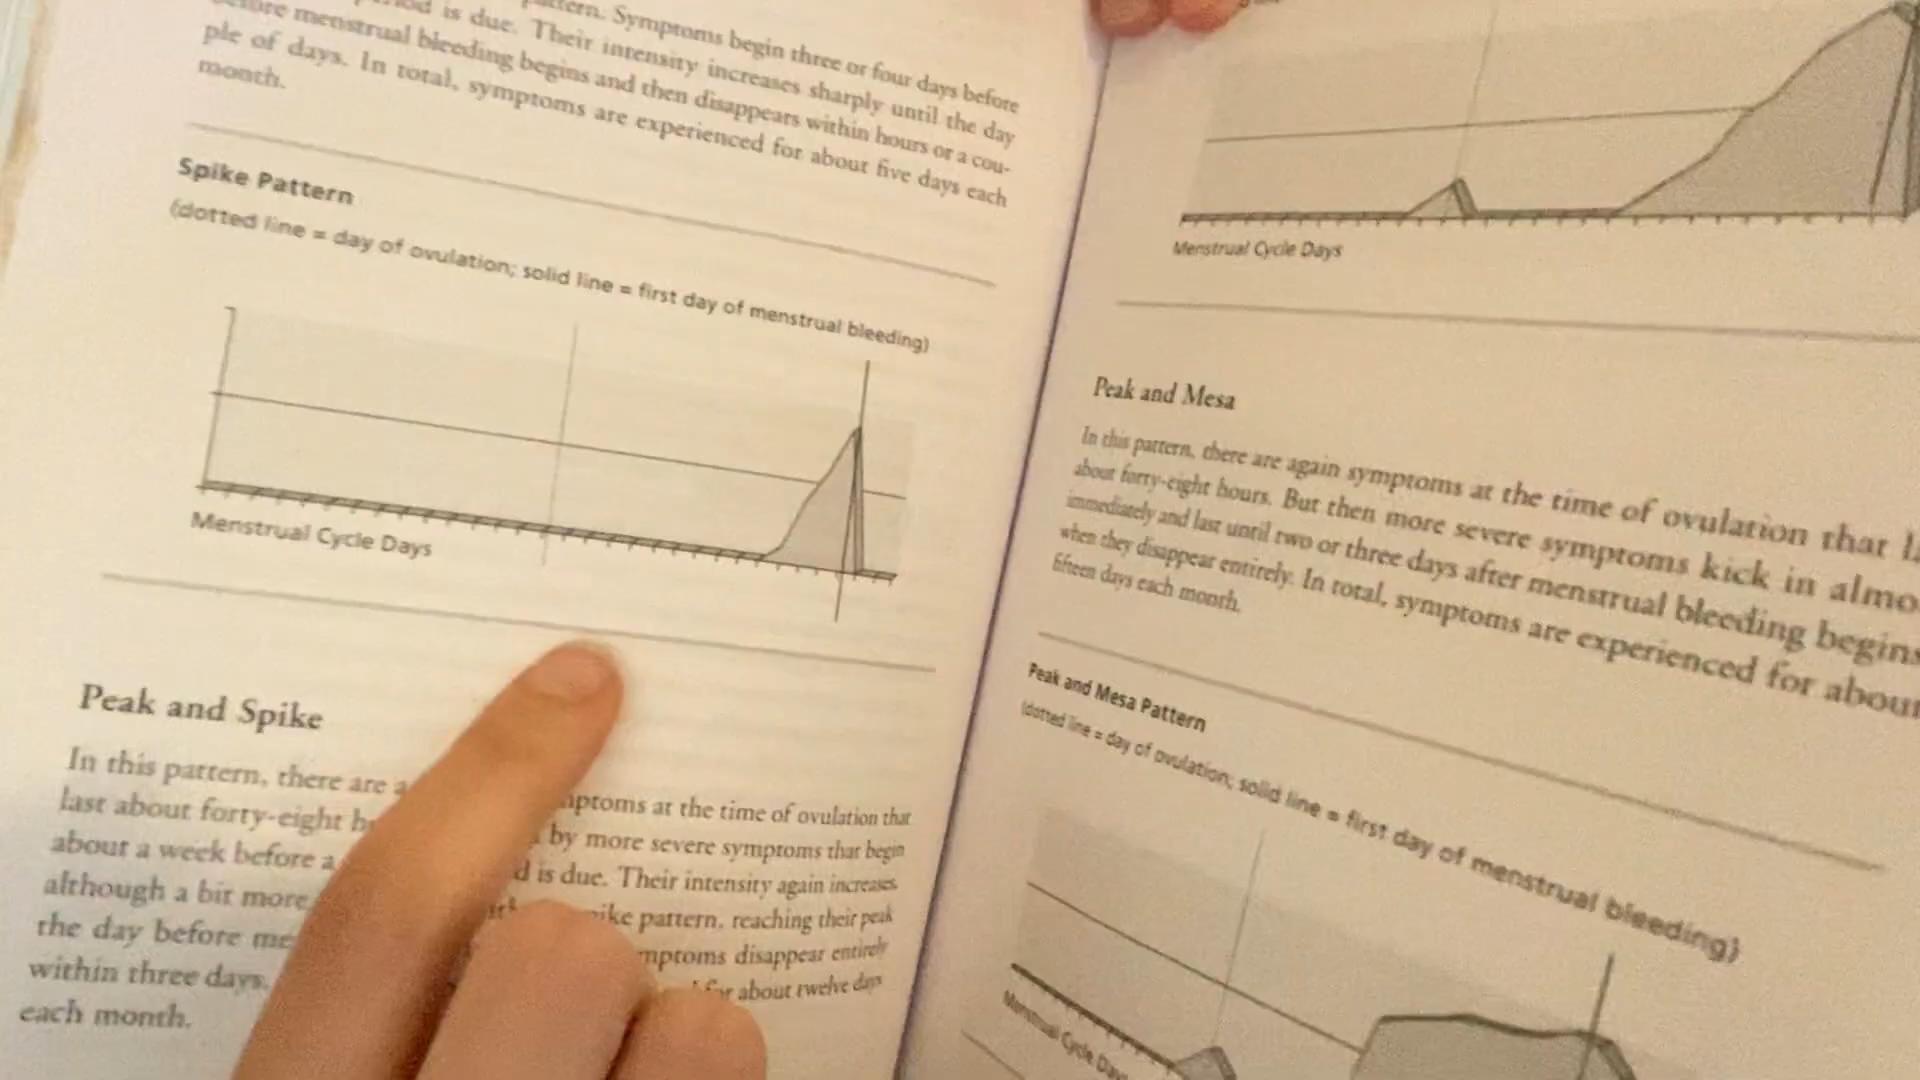 pattern. Symptoms begin three or four days before
is due. Their intensity increases sharply until the day
before menstrual bleeding begins and then disappears within hours or a cou-
ple of days. In total, symptoms are experienced for about five days each
month.
Spike Pattern
(dotted line = day of ovulation; solid line = first day of menstrual bleeding)
Menstrual Cycle Days
Peak and Spike
In this pattern, there are a mptoms at the time of ovulation that
last about forty-eight h by more severe symptoms that begin
about a week before a d is due. Their intensity again increases,
although a bit more ike pattern, reaching their peak
the day before me mptoms disappear entirely
within three days. for about twelve days
each month.
Menstrual Cycle Days
Peak and Mesa
In this pattern, there are again symptoms at the time of ovulation that la
about forty-eight hours. But then more severe symptoms kick in almo
immediately and last until two or three days after menstrual bleeding begins
when they disappear entirely. In total, symptoms are experienced for about
fifteen days each month.
Peak and Mesa Pattern
(dotted line = day of ovulation; solid line = first day of menstrual bleeding)
Menstrual Cycle Days